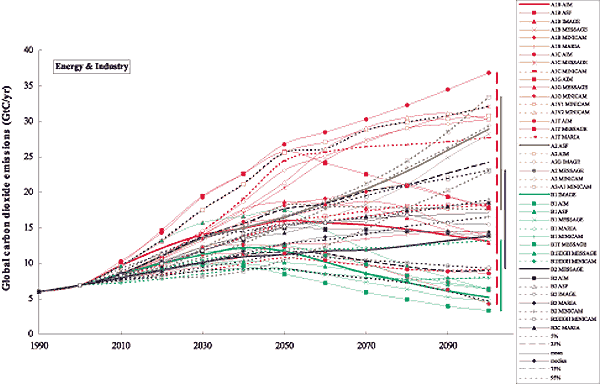 Energy & Industry
Global carbon dioxide emissions (GtC/yr)
40
35
30
25
20
15
10
5
0
1990
2010
2030
2050
2070
2090
A1B AIM
A1B ASF
A1B IMAGE
A1B MESSAGE
A1B MINICAM
A1B MARIA
A1C AIM
A1C MESSAGE
A1C MINICAM
A1G AIM
A1G MESSAGE
A1G MINICAM
A1V1 MINICAM
A1V2 MINICAM
A1T AIM
A1T MESSAGE
A1T MARIA
A2 ASF
A2 AIM
A2G IMAGE
A2 MESSAGE
A2 MINICAM
A2-A1 MINICAM
B1 IMAGE
B1 AIM
B1 ASF
B1 MESSAGE
B1 MARIA
B1 MINICAM
B1T MESSAGE
B1HIGH MESSAGE
B1HIGH MINICAM
B2 MESSAGE
B2 AIM
B2 ASF
B2 IMAGE
B2 MARIA
B2 MINICAM
B2HIGH MINICAM
B2C MARIA
5%
25%
mean
median
75%
95%